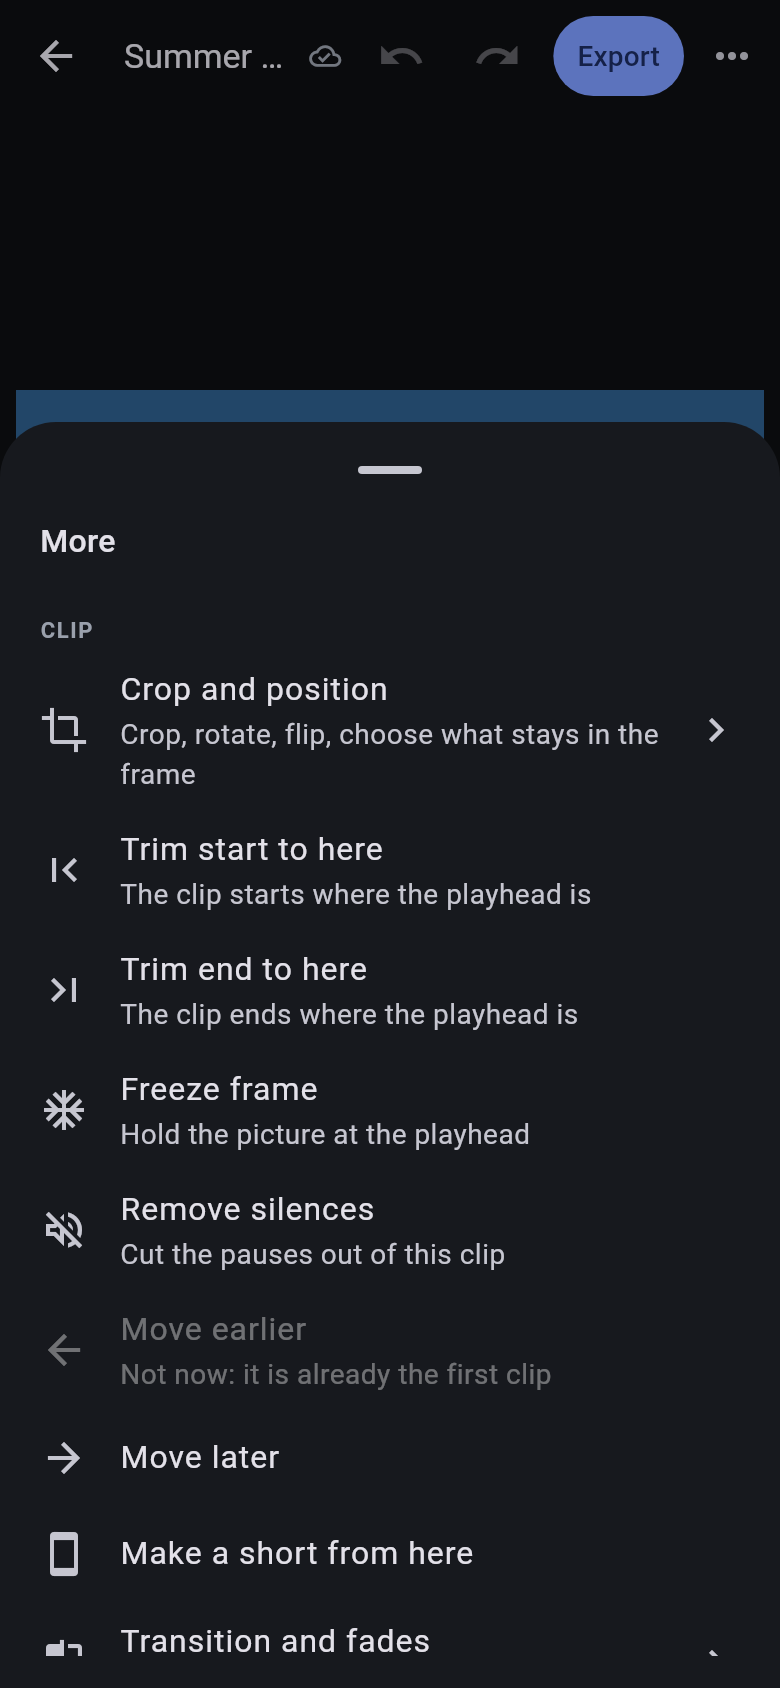 Summer ...
Export
More
CLIP
Crop and position
Crop, rotate, flip, choose what stays in the
frame
Trim start to here
The clip starts where the playhead is
Trim end to here
The clip ends where the playhead is
Freeze frame
Hold the picture at the playhead
Remove silences
Cut the pauses out of this clip
Move earlier
Not now: it is already the first clip
Move later
Make a short from here
Transition and fades